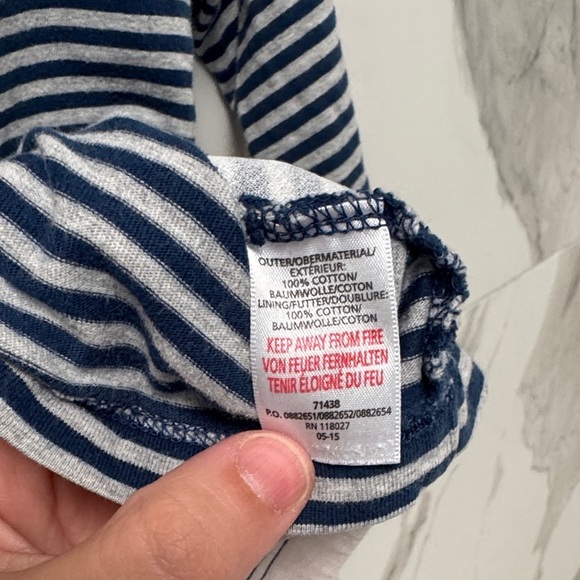 OUTER/OBERMATERIAL/
EXTÉRIEUR:
100% COTTON/
BAUMWOLLE/COTON
LINING/FUTTER/DOUBLURE:
100% COTTON/
BAUMWOLLE/COTON
KEEP AWAY FROM FIRE
VON FEUER FERNHALTEN
TENIR ÉLOIGNÉ DU FEU
71438
P.O. 0882651/0882652/0882654
RN 118027
05-15